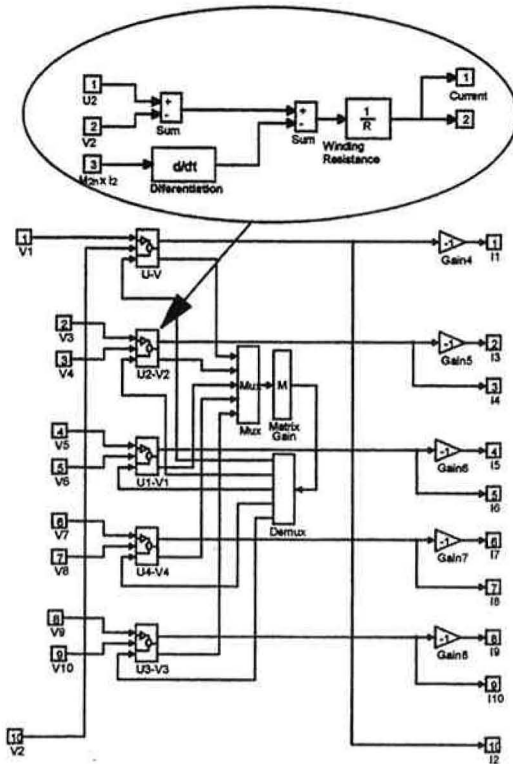 1
U2
2
V2
3
M2n x I2
+
-
Sum
d/dt
Diferentiation
+
-
Sum
1
R
Winding
Resistance
1
Current
2
1
V1
U-V
-1
Gain4
1
I1
2
V3
3
V4
U2-V2
-1
Gain5
2
I3
3
I4
Mux
Mux
M
Matrix
Gain
4
V5
5
V6
U1-V1
-1
Gain6
4
I5
5
I6
Demux
6
V7
7
V8
U4-V4
-1
Gain7
6
I7
7
I8
8
V9
9
V10
U3-V3
-1
Gain8
8
I9
9
I10
10
V2
10
I2